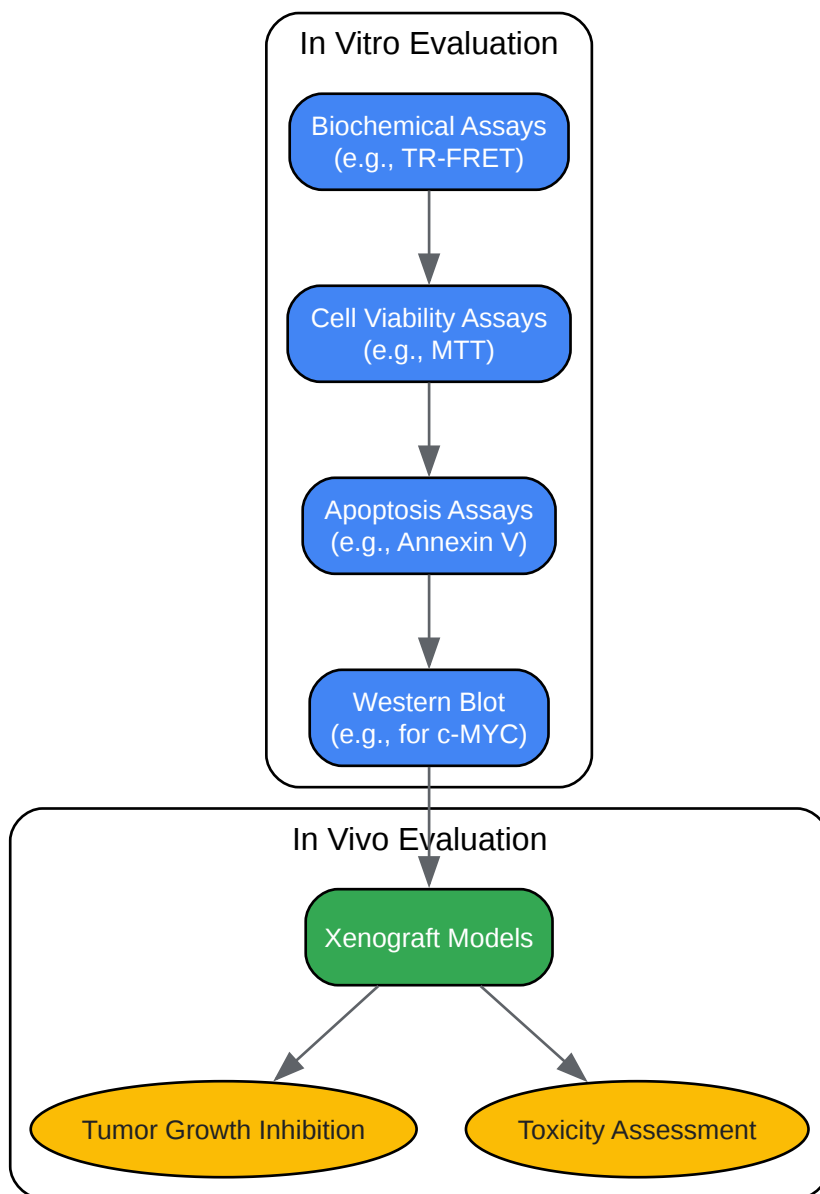 In Vitro Evaluation
Biochemical Assays
(e.g., TR-FRET)
Cell Viability Assays
(e.g., MTT)
Apoptosis Assays
(e.g., Annexin V)
Western Blot
(e.g., for c-MYC)
In Vivo Evaluation
Xenograft Models
Tumor Growth Inhibition
Toxicity Assessment